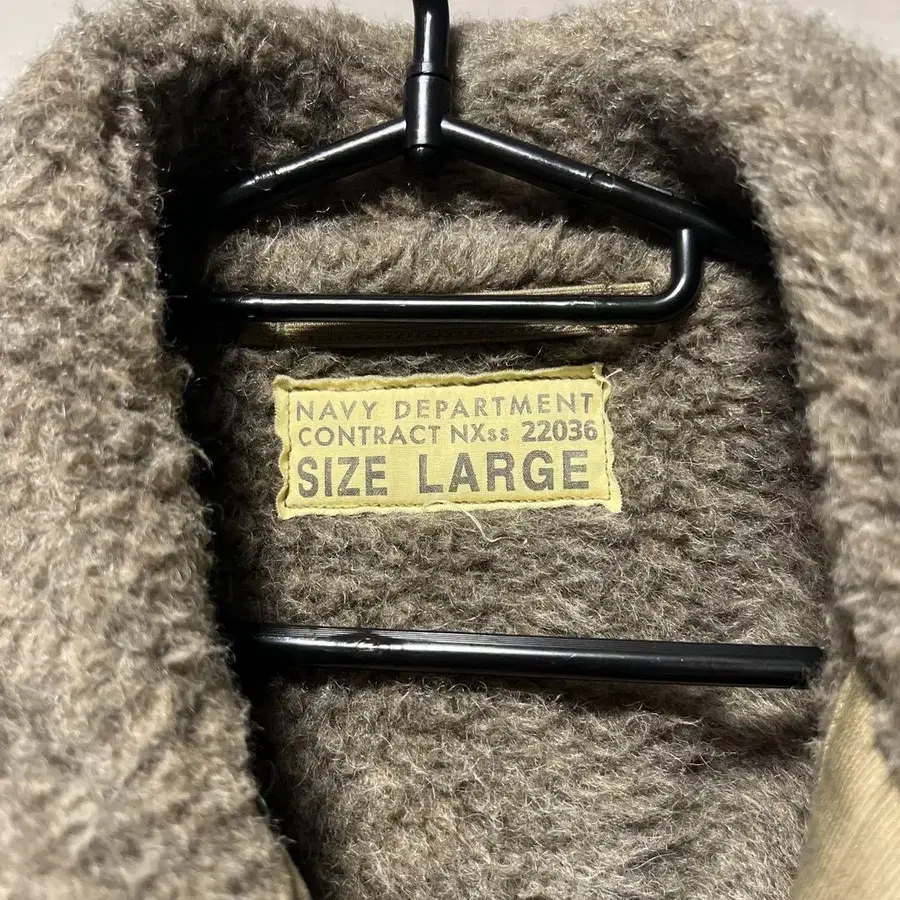 NAVY DEPARTMENT
CONTRACT NXss 22036
SIZE LARGE